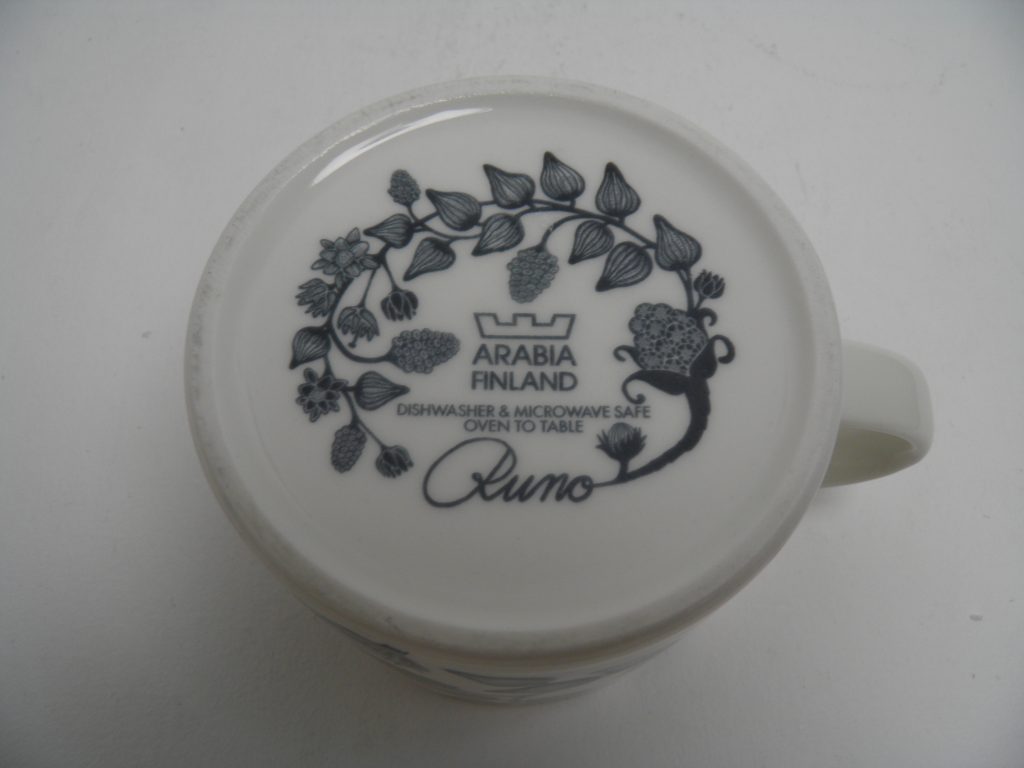 ARABIA
FINLAND
DISHWASHER & MICROWAVE SAFE
OVEN TO TABLE
Runo